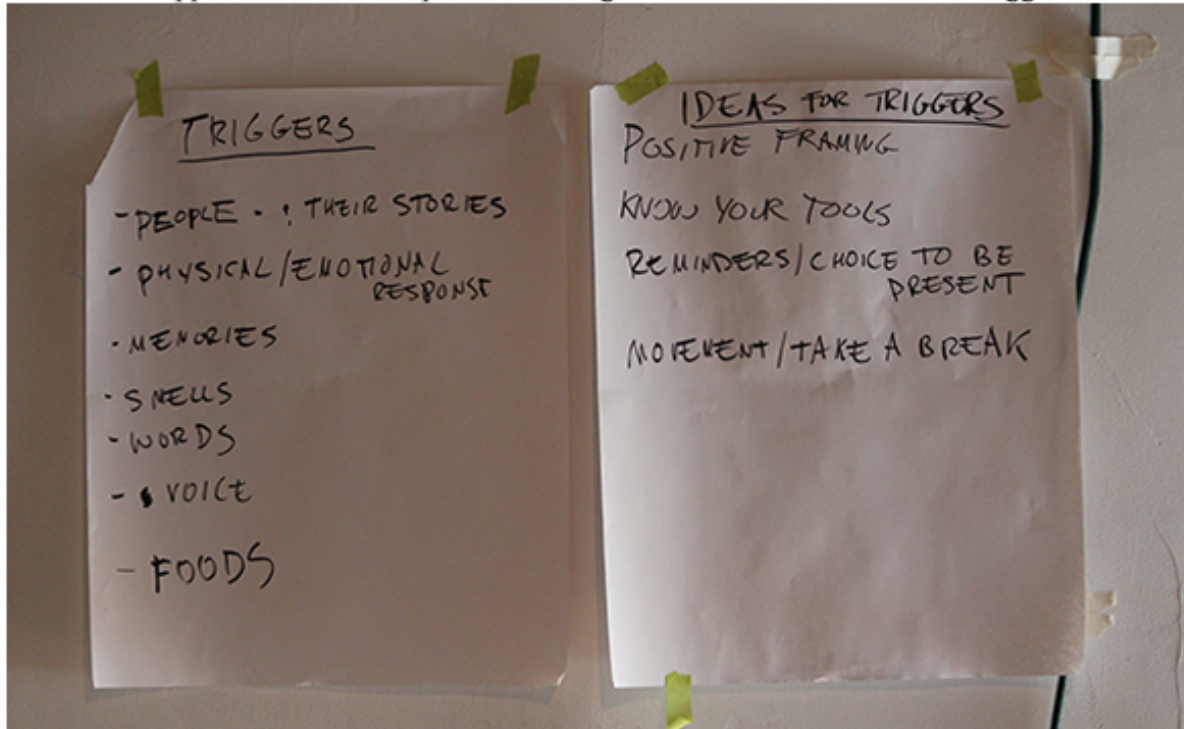 TRIGGERS
- PEOPLE . : THEIR STORIES
- PHYSICAL/EMOTIONAL
RESPONSE
- MEMORIES
- SMELLS
- WORDS
- VOICE
- FOODS
IDEAS FOR TRIGGERS
POSITIVE FRAMING
KNOW YOUR TOOLS
REMINDERS/CHOICE TO BE
PRESENT
MOVEMENT/TAKE A BREAK